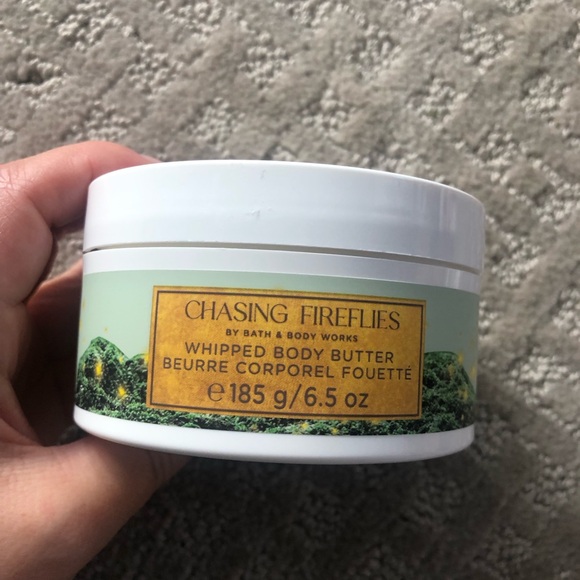 CHASING FIREFLIES
BY BATH & BODY WORKS
WHIPPED BODY BUTTER
BEURRE CORPOREL FOUETTÉ
℮ 185 g/6.5 oz